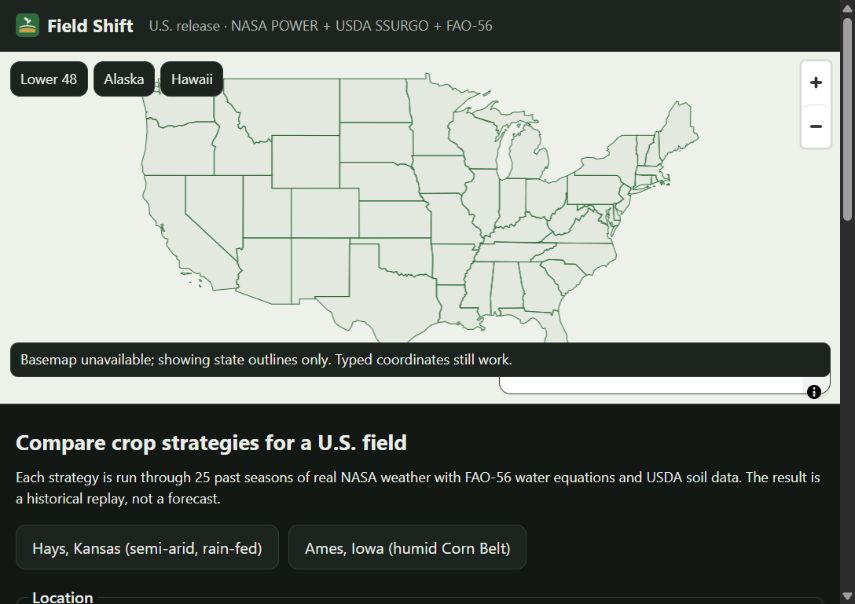 Field Shift U.S. release · NASA POWER + USDA SSURGO + FAO-56
Lower 48 Alaska Hawaii
+
−
Basemap unavailable; showing state outlines only. Typed coordinates still work.
Compare crop strategies for a U.S. field
Each strategy is run through 25 past seasons of real NASA weather with FAO-56 water equations and USDA soil data. The result is
a historical replay, not a forecast.
Hays, Kansas (semi-arid, rain-fed) Ames, Iowa (humid Corn Belt)
Location